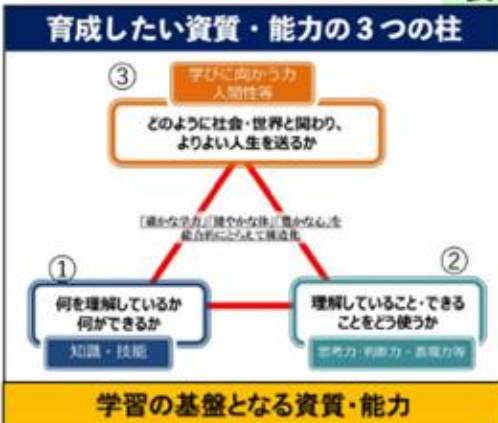 育成したい資質・能力の３つの柱
③
学びに向かう力
人間性等
どのように社会・世界と関わり、
よりよい人生を送るか
「確かな学力」「健やかな体」「豊かな心」を
総合的にとらえて構造化
①
②
何を理解しているか
何ができるか
知識・技能
理解していること・できる
ことをどう使うか
思考力・判断力・表現力等
学習の基盤となる資質・能力